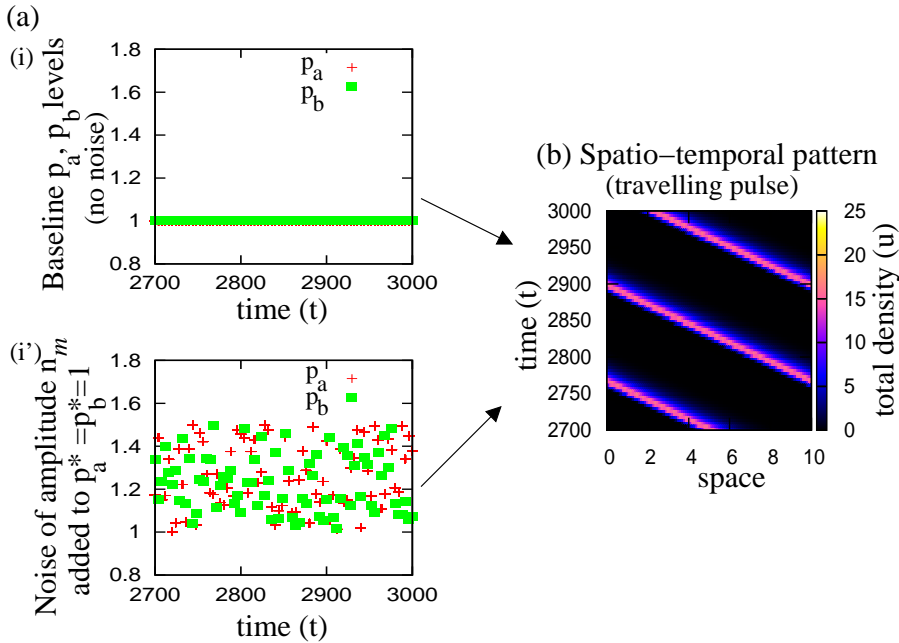 (a)
(i)
Baseline p_a, p_b levels
(no noise)
1.8
1.6
1.4
1.2
1
0.8
p_a
p_b
2700 2800 2900 3000
time (t)
(i')
Noise of amplitude n_m
added to p*_a=p*_b=1
1.8
1.6
1.4
1.2
1
0.8
p_a
p_b
2700 2800 2900 3000
time (t)
(b) Spatio−temporal pattern
(travelling pulse)
3000
2950
2900
2850
2800
2750
2700
time (t)
0 2 4 6 8 10
space
25
20
15
10
5
0
total density (u)